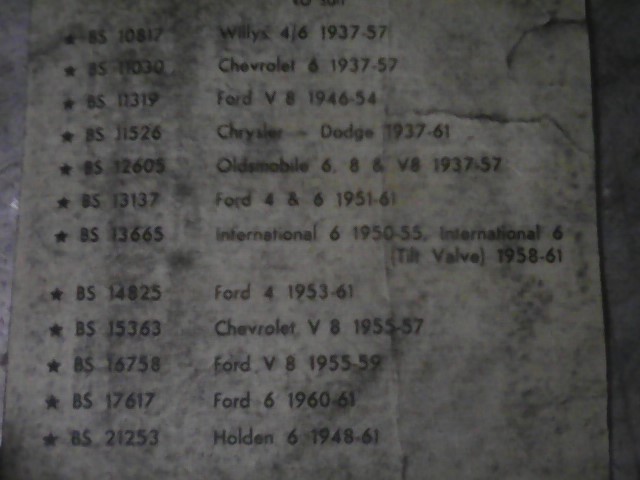 to suit
★ BS 10817 Willys 4/6 1937-57
★ BS 11030 Chevrolet 6 1937-57
★ BS 11319 Ford V 8 1946-54
★ BS 11526 Chrysler - Dodge 1937-61
★ BS 12605 Oldsmobile 6, 8 & V8 1937-57
★ BS 13137 Ford 4 & 6 1951-61
★ BS 13665 International 6 1950-55, International 6
(Tilt Valve) 1958-61
★ BS 14825 Ford 4 1953-61
★ BS 15363 Chevrolet V 8 1955-57
★ BS 16758 Ford V 8 1955-59
★ BS 17617 Ford 6 1960-61
★ BS 21253 Holden 6 1948-61